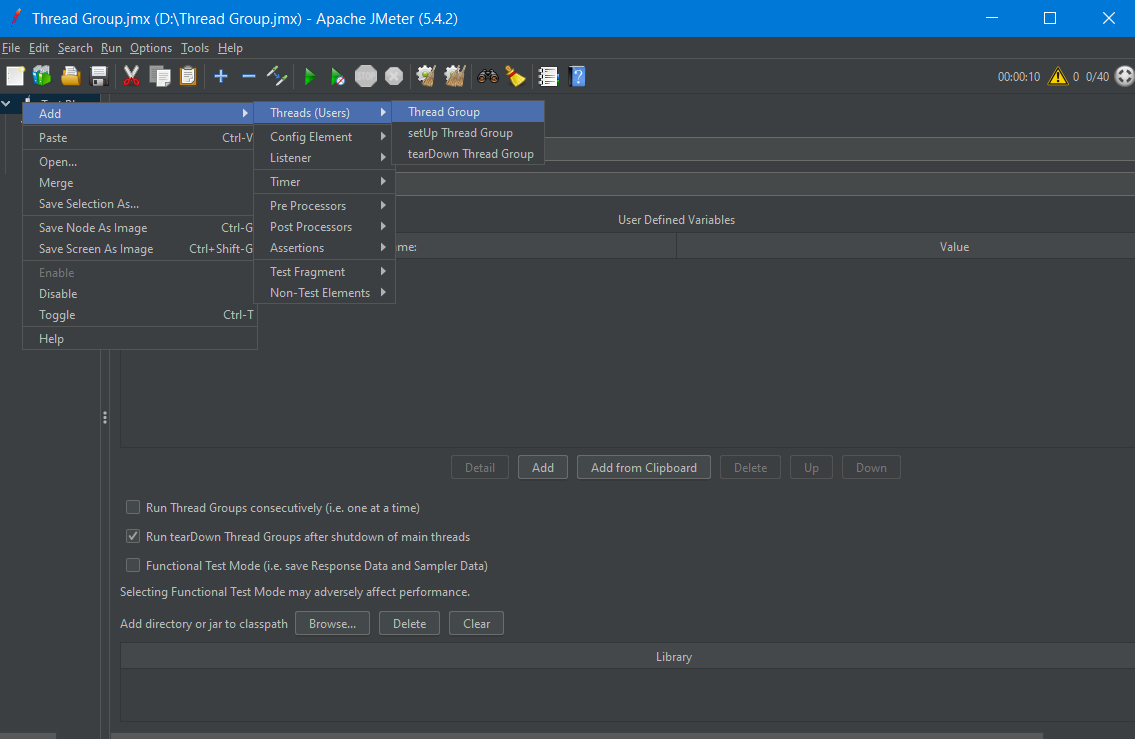 Thread Group.jmx (D:\Thread Group.jmx) - Apache JMeter (5.4.2)
File Edit Search Run Options Tools Help
00:00:10 0 0/40
Add
Paste Ctrl-V
Open...
Merge
Save Selection As...
Save Node As Image Ctrl-G
Save Screen As Image Ctrl+Shift-G
Enable
Disable
Toggle Ctrl-T
Help
Threads (Users)
Config Element
Listener
Timer
Pre Processors
Post Processors
Assertions
Test Fragment
Non-Test Elements
Thread Group
setUp Thread Group
tearDown Thread Group
User Defined Variables
Value
Detail Add Add from Clipboard Delete Up Down
Run Thread Groups consecutively (i.e. one at a time)
Run tearDown Thread Groups after shutdown of main threads
Functional Test Mode (i.e. save Response Data and Sampler Data)
Selecting Functional Test Mode may adversely affect performance.
Add directory or jar to classpath Browse... Delete Clear
Library